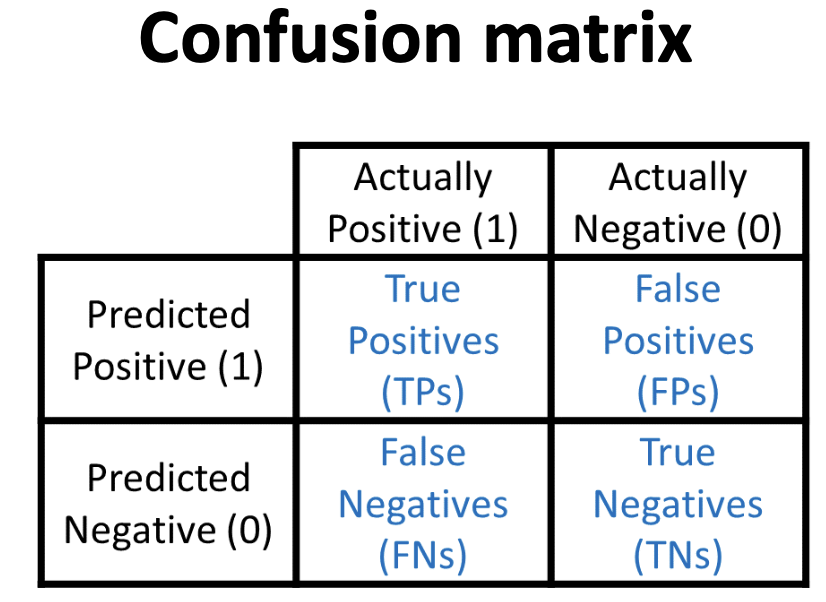 Confusion matrix
Actually
Positive (1)
Actually
Negative (0)
Predicted
Positive (1)
True
Positives
(TPs)
False
Positives
(FPs)
Predicted
Negative (0)
False
Negatives
(FNs)
True
Negatives
(TNs)